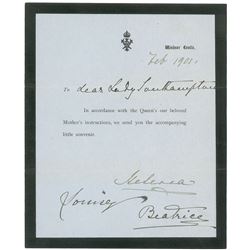 Windsor Castle.
Feb 1901.
To Dear Lady Southampton
In accordance with the Queen's our beloved
Mother's instructions, we send you the accompanying
little souvenir.
Helena
Louise
Beatrice